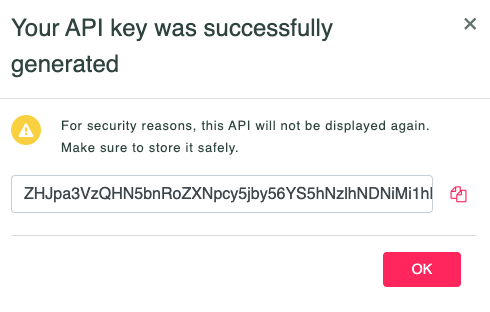 Your API key was successfully
generated
For security reasons, this API will not be displayed again.
Make sure to store it safely.
ZHJpa3VzQHN5bnRoZXNpcy5jby56YS5hNzlhNDNiMi1h
OK